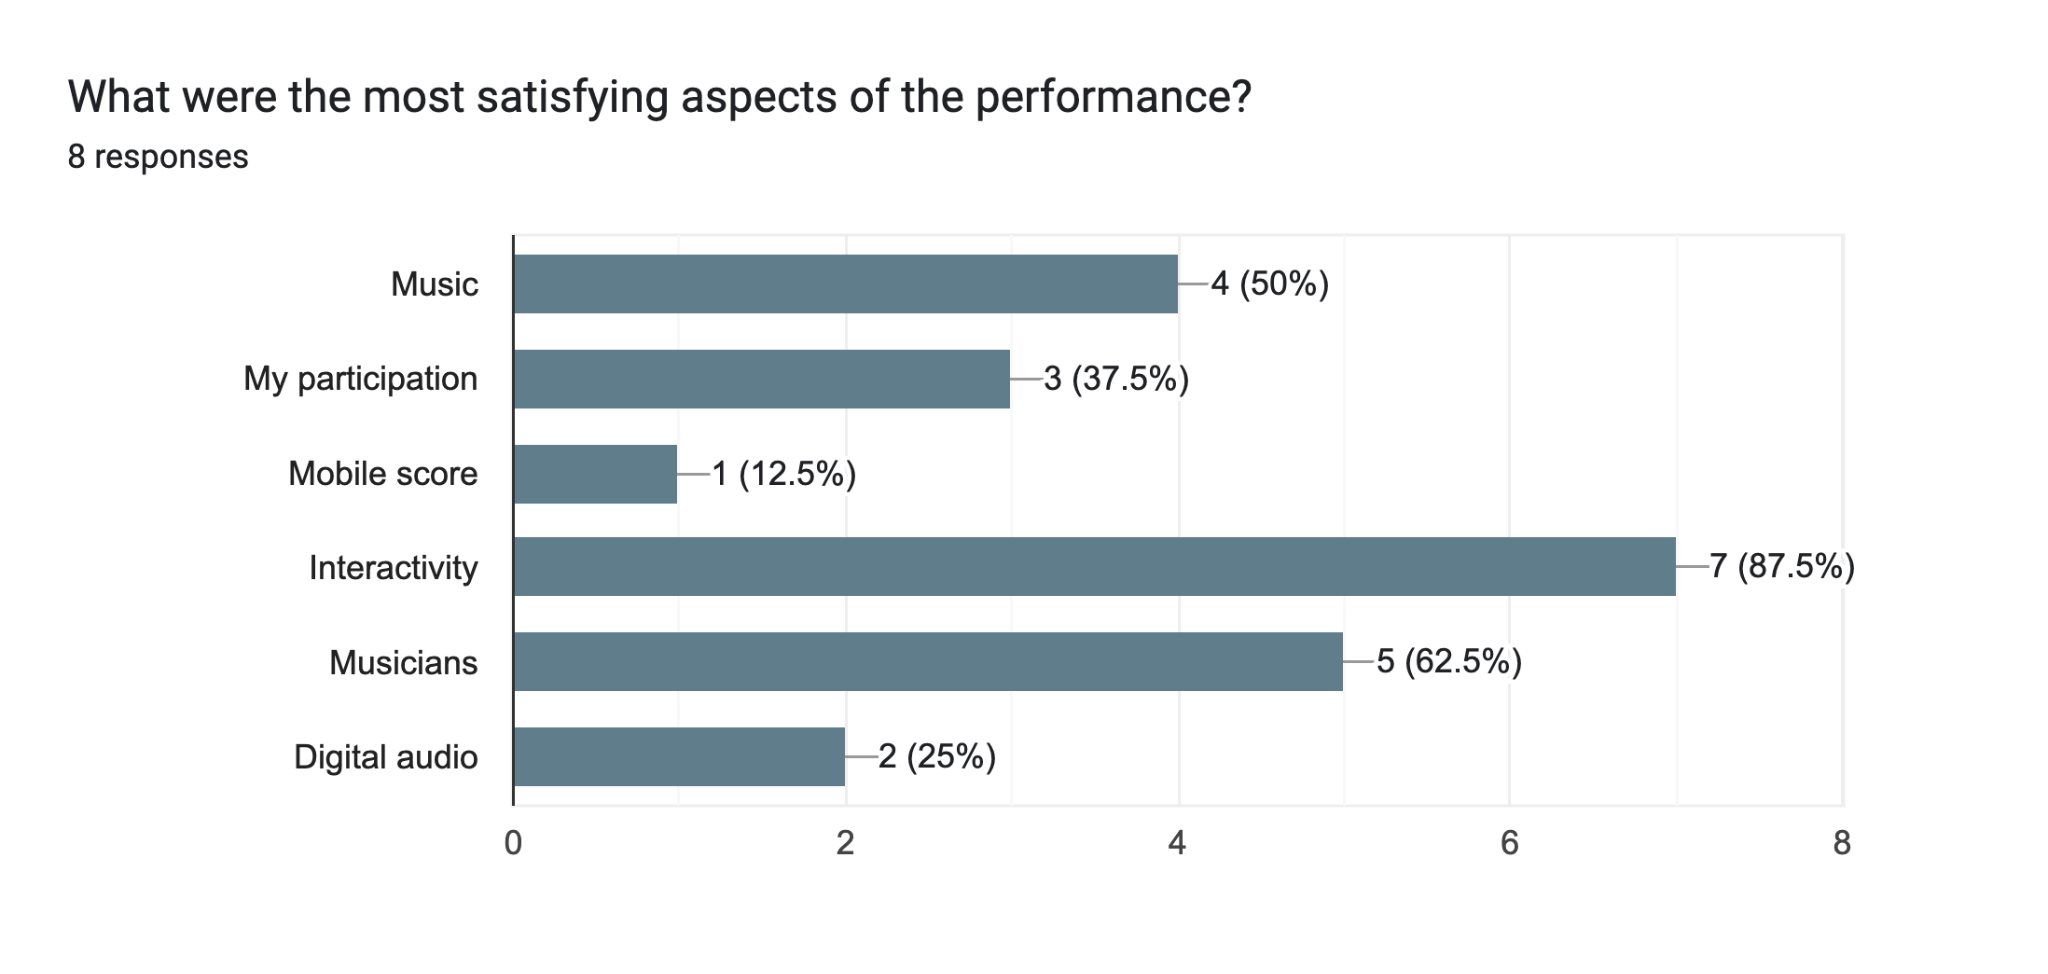 What were the most satisfying aspects of the performance?
8 responses
Music
4 (50%)
My participation
3 (37.5%)
Mobile score
1 (12.5%)
Interactivity
7 (87.5%)
Musicians
5 (62.5%)
Digital audio
2 (25%)
0 2 4 6 8